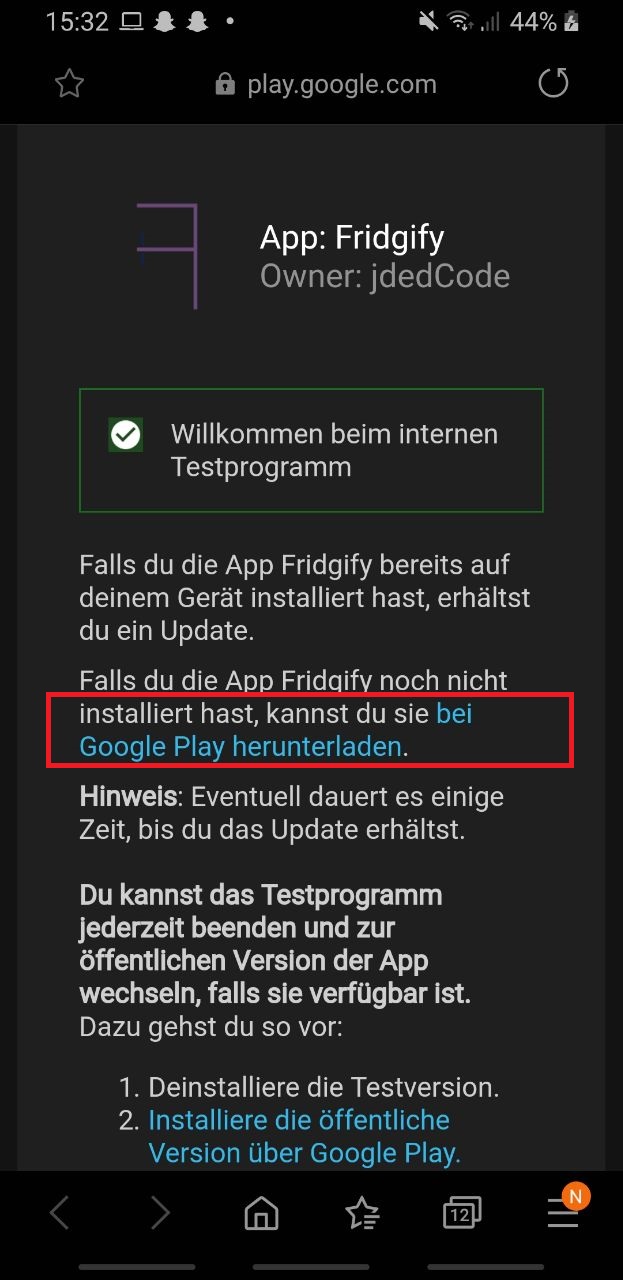 15:32 44%
play.google.com
App: Fridgify
Owner: jdedCode
Willkommen beim internen
Testprogramm
Falls du die App Fridgify bereits auf
deinem Gerät installiert hast, erhältst
du ein Update.
Falls du die App Fridgify noch nicht
installiert hast, kannst du sie bei
Google Play herunterladen.
Hinweis: Eventuell dauert es einige
Zeit, bis du das Update erhältst.
Du kannst das Testprogramm
jederzeit beenden und zur
öffentlichen Version der App
wechseln, falls sie verfügbar ist.
Dazu gehst du so vor:
1. Deinstalliere die Testversion.
2. Installiere die öffentliche
Version über Google Play.
12 N